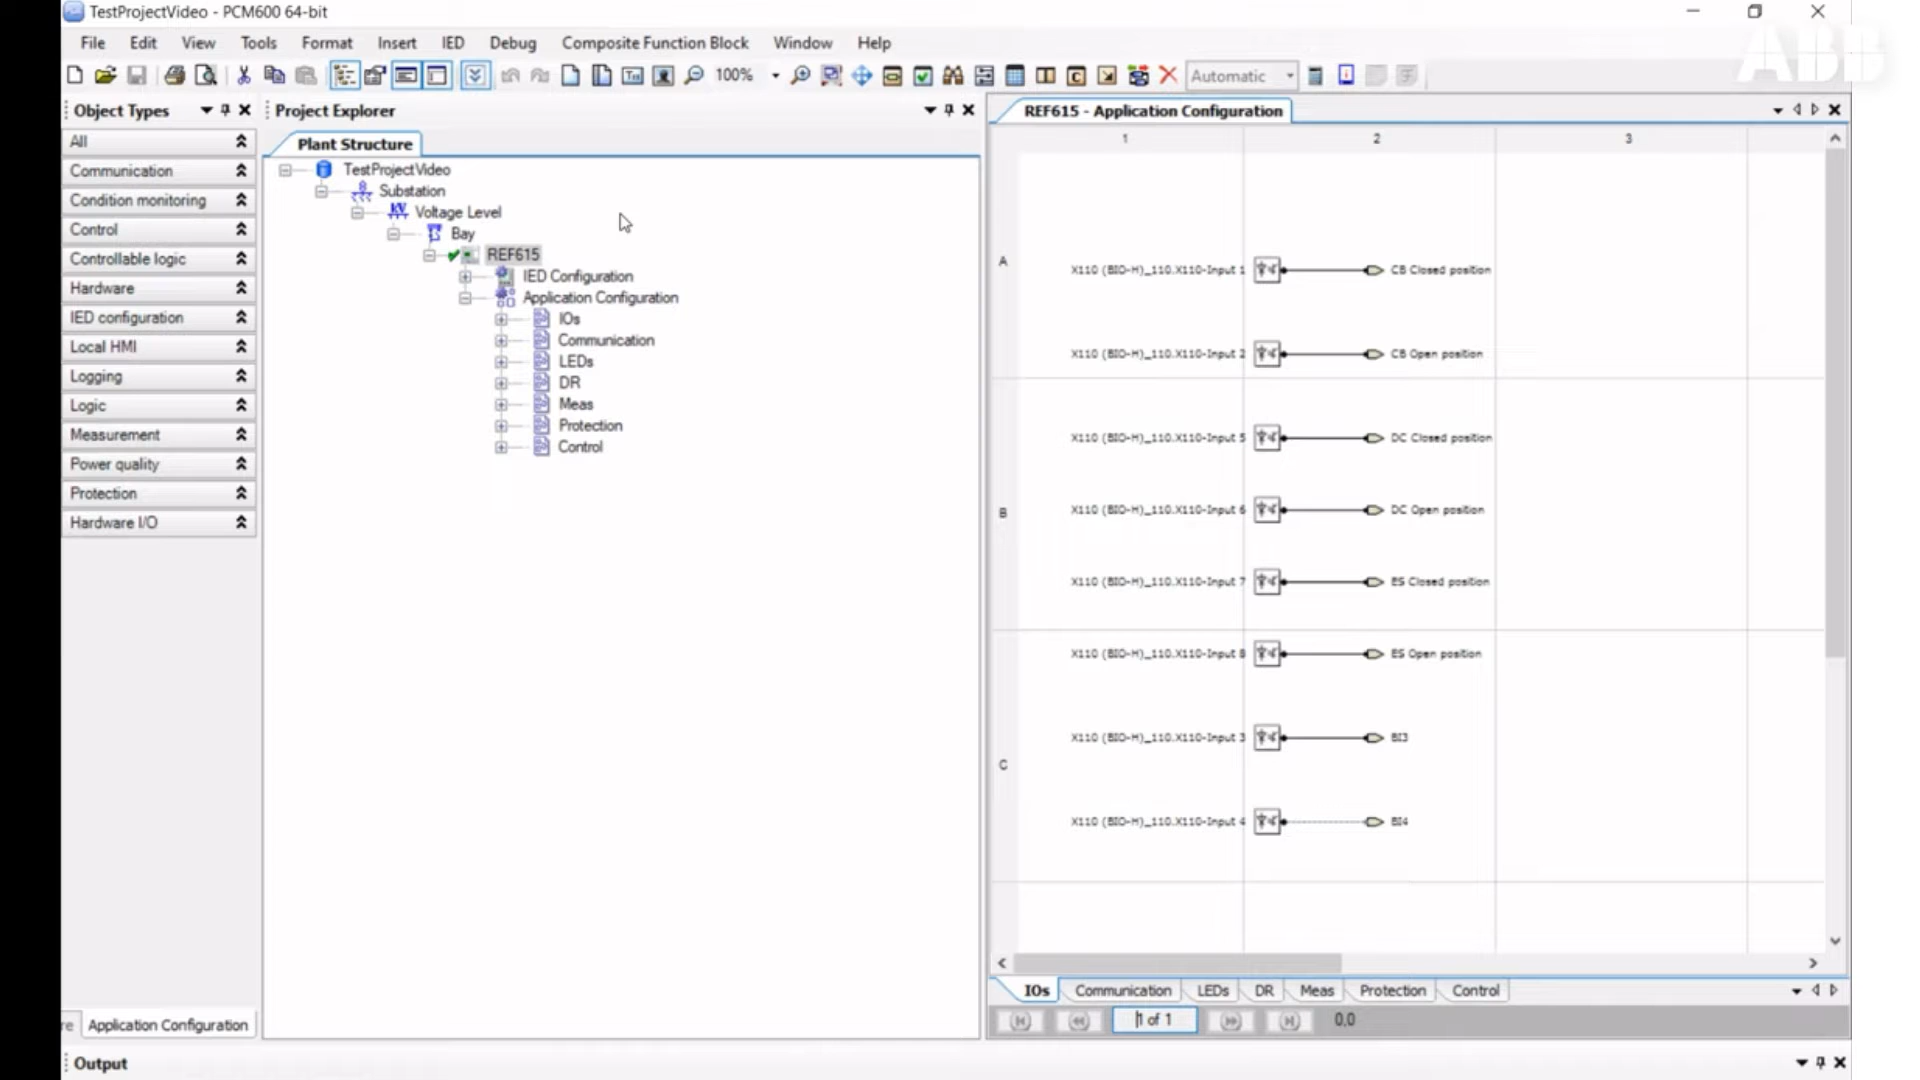 TestProjectVideo - PCM600 64-bit
ABB
File Edit View Tools Format Insert IED Debug Composite Function Block Window Help
100%
Automatic
Object Types
All
Communication
Condition monitoring
Control
Controllable logic
Hardware
IED configuration
Local HMI
Logging
Logic
Measurement
Power quality
Protection
Hardware I/O
re Application Configuration
Project Explorer
Plant Structure
TestProjectVideo
Substation
Voltage Level
Bay
REF615
IED Configuration
Application Configuration
IOs
Communication
LEDs
DR
Meas
Protection
Control
REF615 - Application Configuration
1 2 3
A
X110 (BIO-H)_110.X110-Input 1 CB Closed position
X110 (BIO-H)_110.X110-Input 2 CB Open position
X110 (BIO-H)_110.X110-Input 5 DC Closed position
B
X110 (BIO-H)_110.X110-Input 6 DC Open position
X110 (BIO-H)_110.X110-Input 7 ES Closed position
X110 (BIO-H)_110.X110-Input 8 ES Open position
X110 (BIO-H)_110.X110-Input 3 BI3
C
X110 (BIO-H)_110.X110-Input 4 BI4
IOs Communication LEDs DR Meas Protection Control
1 of 1
0,0
Output